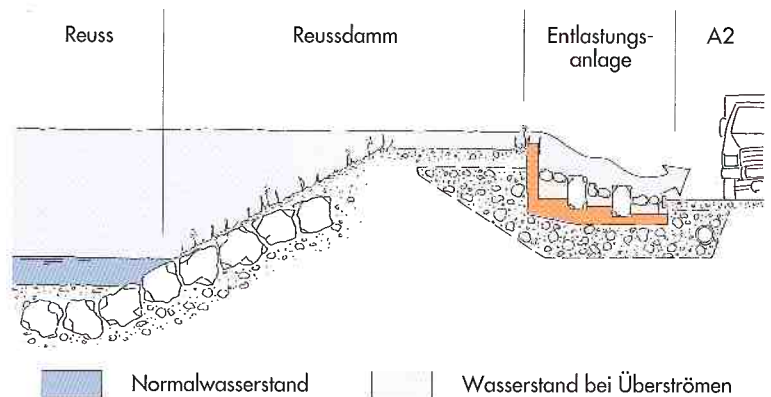 Reuss
Reussdamm
Entlastungs-
anlage
A2
Normalwasserstand
Wasserstand bei Überströmen